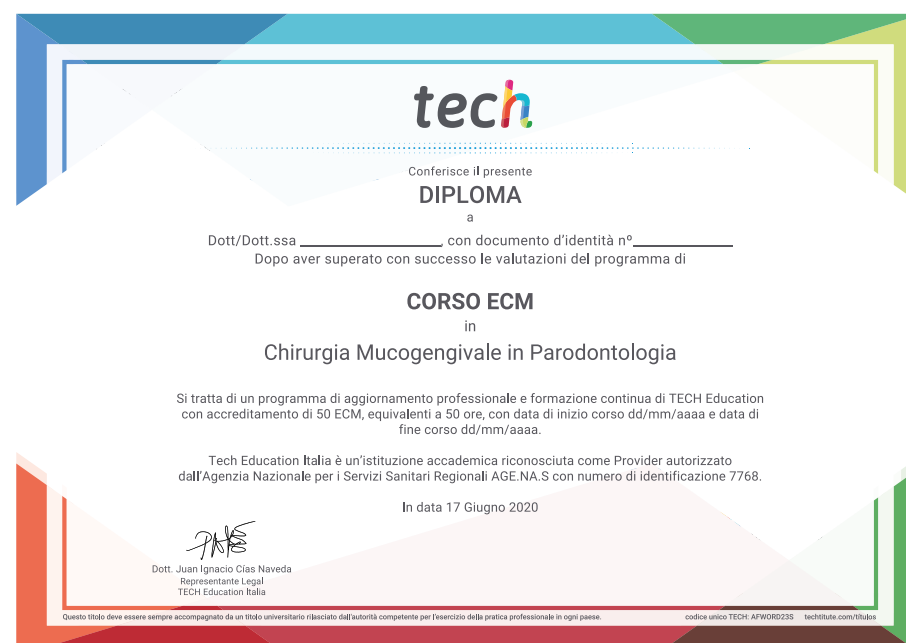 tech
Conferisce il presente
DIPLOMA
a
Dott/Dott.ssa ____________________, con documento d'identità nº______________
Dopo aver superato con successo le valutazioni del programma di
CORSO ECM
in
Chirurgia Mucogengivale in Parodontologia
Si tratta di un programma di aggiornamento professionale e formazione continua di TECH Education
con accreditamento di 50 ECM, equivalenti a 50 ore, con data di inizio corso dd/mm/aaaa e data di
fine corso dd/mm/aaaa.
Tech Education Italia è un'istituzione accademica riconosciuta come Provider autorizzato
dall'Agenzia Nazionale per i Servizi Sanitari Regionali AGE.NA.S con numero di identificazione 7768.
In data 17 Giugno 2020
Dott. Juan Ignacio Cías Naveda
Representante Legal
TECH Education Italia
Questo titolo deve essere sempre accompagnato da un titolo universitario rilasciato dall'autorità competente per l'esercizio della pratica professionale in ogni paese.
codice unico TECH: AFWORD23S techtitute.com/titulos